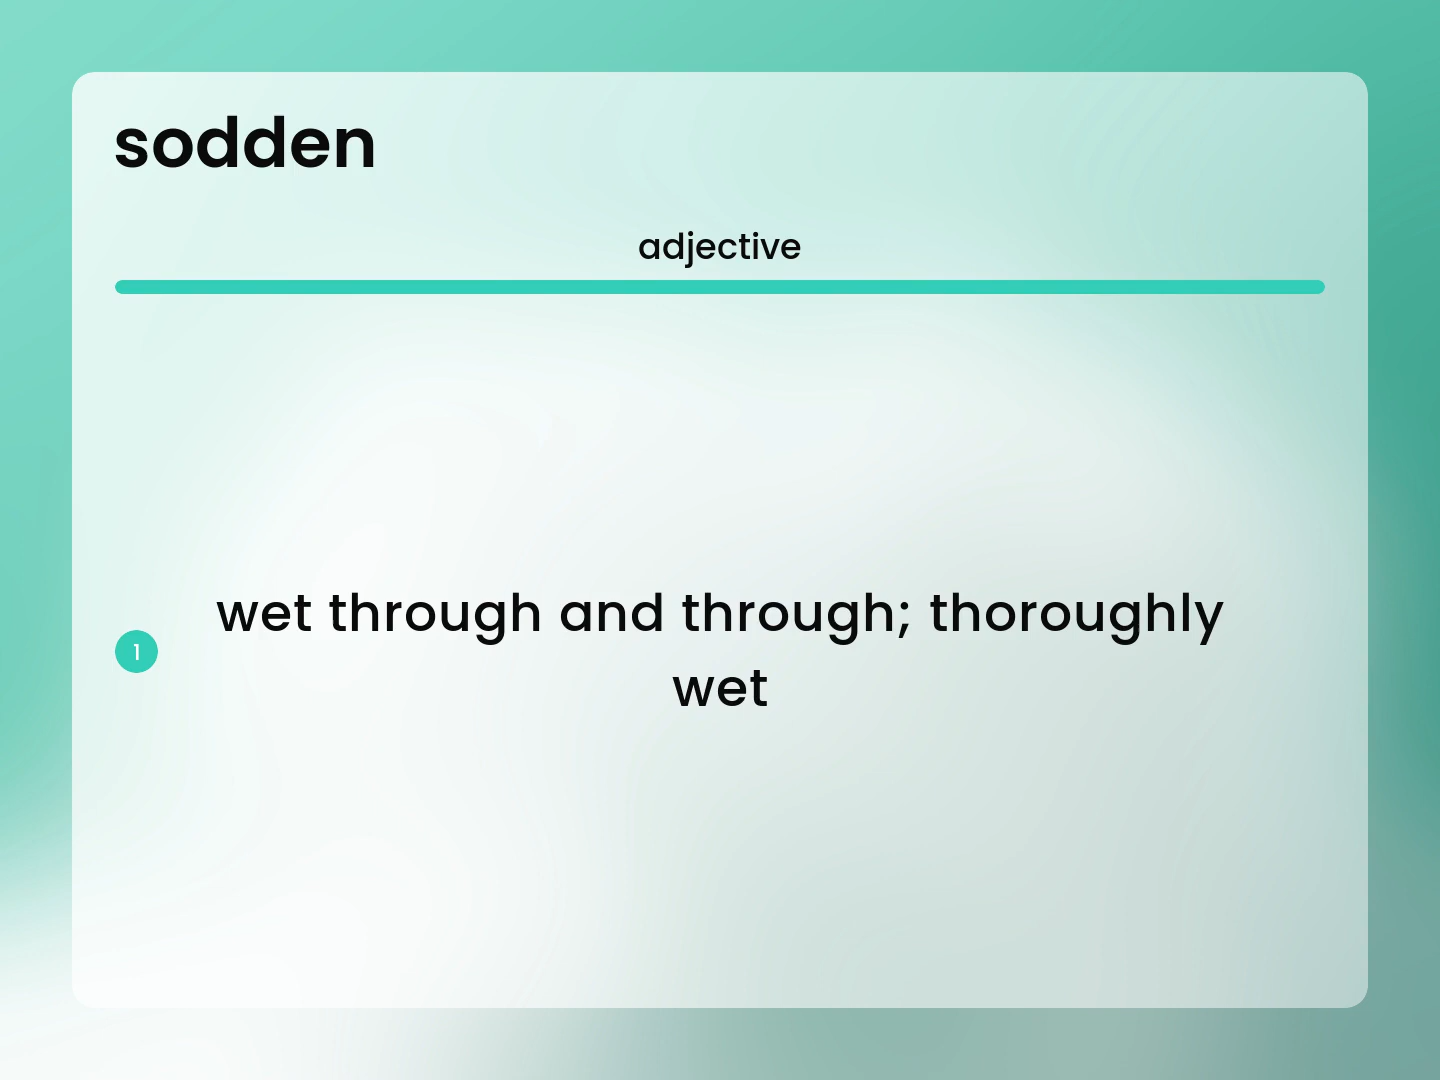 sodden
adjective
1
wet through and through; thoroughly
wet